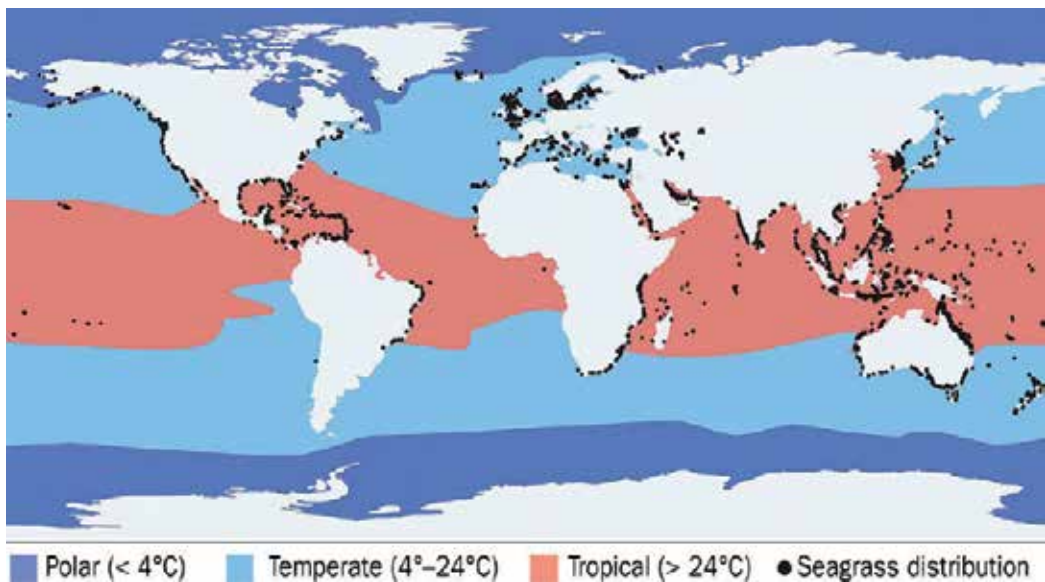 Polar (< 4°C) Temperate (4°–24°C) Tropical (> 24°C) Seagrass distribution